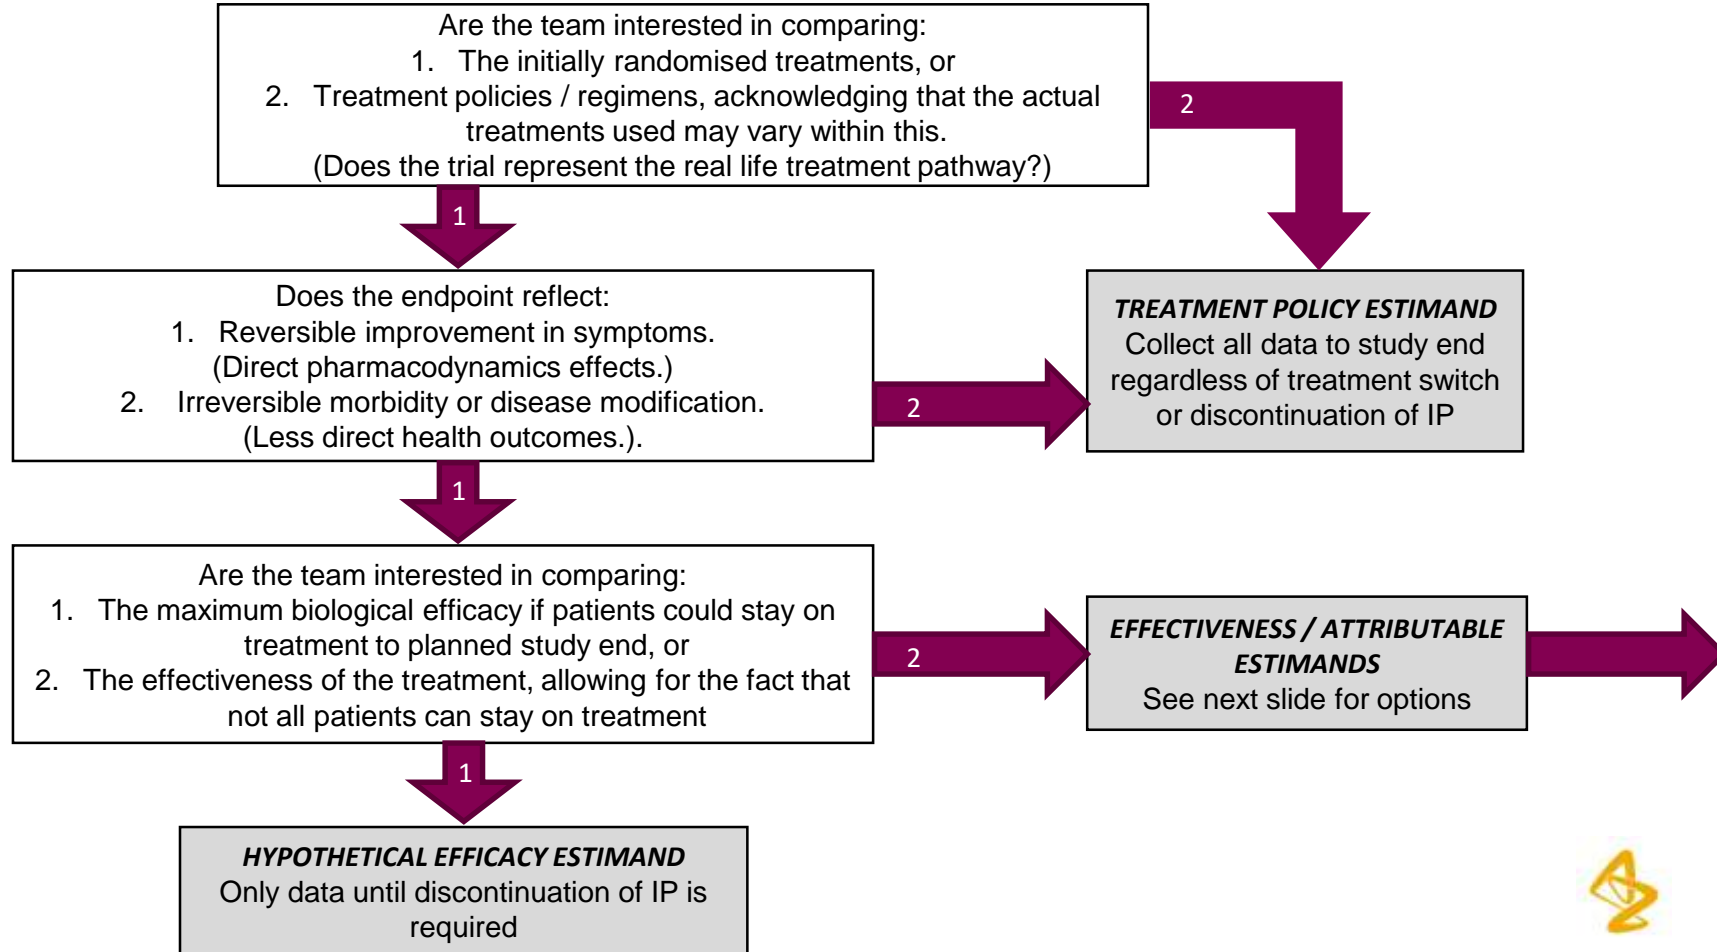 Are the team interested in comparing:
1. The initially randomised treatments, or
2. Treatment policies / regimens, acknowledging that the actual
treatments used may vary within this.
(Does the trial represent the real life treatment pathway?)
2
1
Does the endpoint reflect:
1. Reversible improvement in symptoms.
(Direct pharmacodynamics effects.)
2. Irreversible morbidity or disease modification.
(Less direct health outcomes.).
2
TREATMENT POLICY ESTIMAND
Collect all data to study end
regardless of treatment switch
or discontinuation of IP
1
Are the team interested in comparing:
1. The maximum biological efficacy if patients could stay on
treatment to planned study end, or
2. The effectiveness of the treatment, allowing for the fact that
not all patients can stay on treatment
2
EFFECTIVENESS / ATTRIBUTABLE
ESTIMANDS
See next slide for options
1
HYPOTHETICAL EFFICACY ESTIMAND
Only data until discontinuation of IP is
required